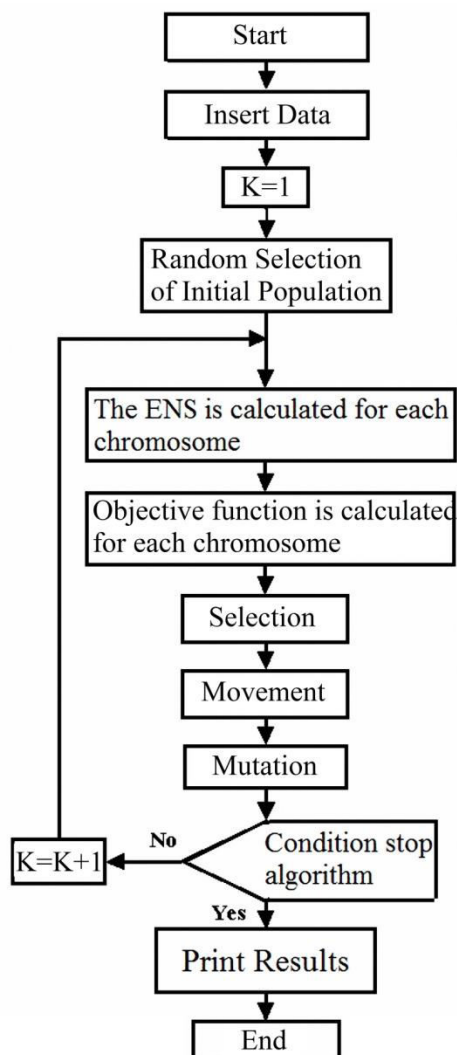 Start
Insert Data
K=1
Random Selection
of Initial Population
The ENS is calculated for each
chromosome
Objective function is calculated
for each chromosome
Selection
Movement
Mutation
No
Condition stop
algorithm
K=K+1
Yes
Print Results
End